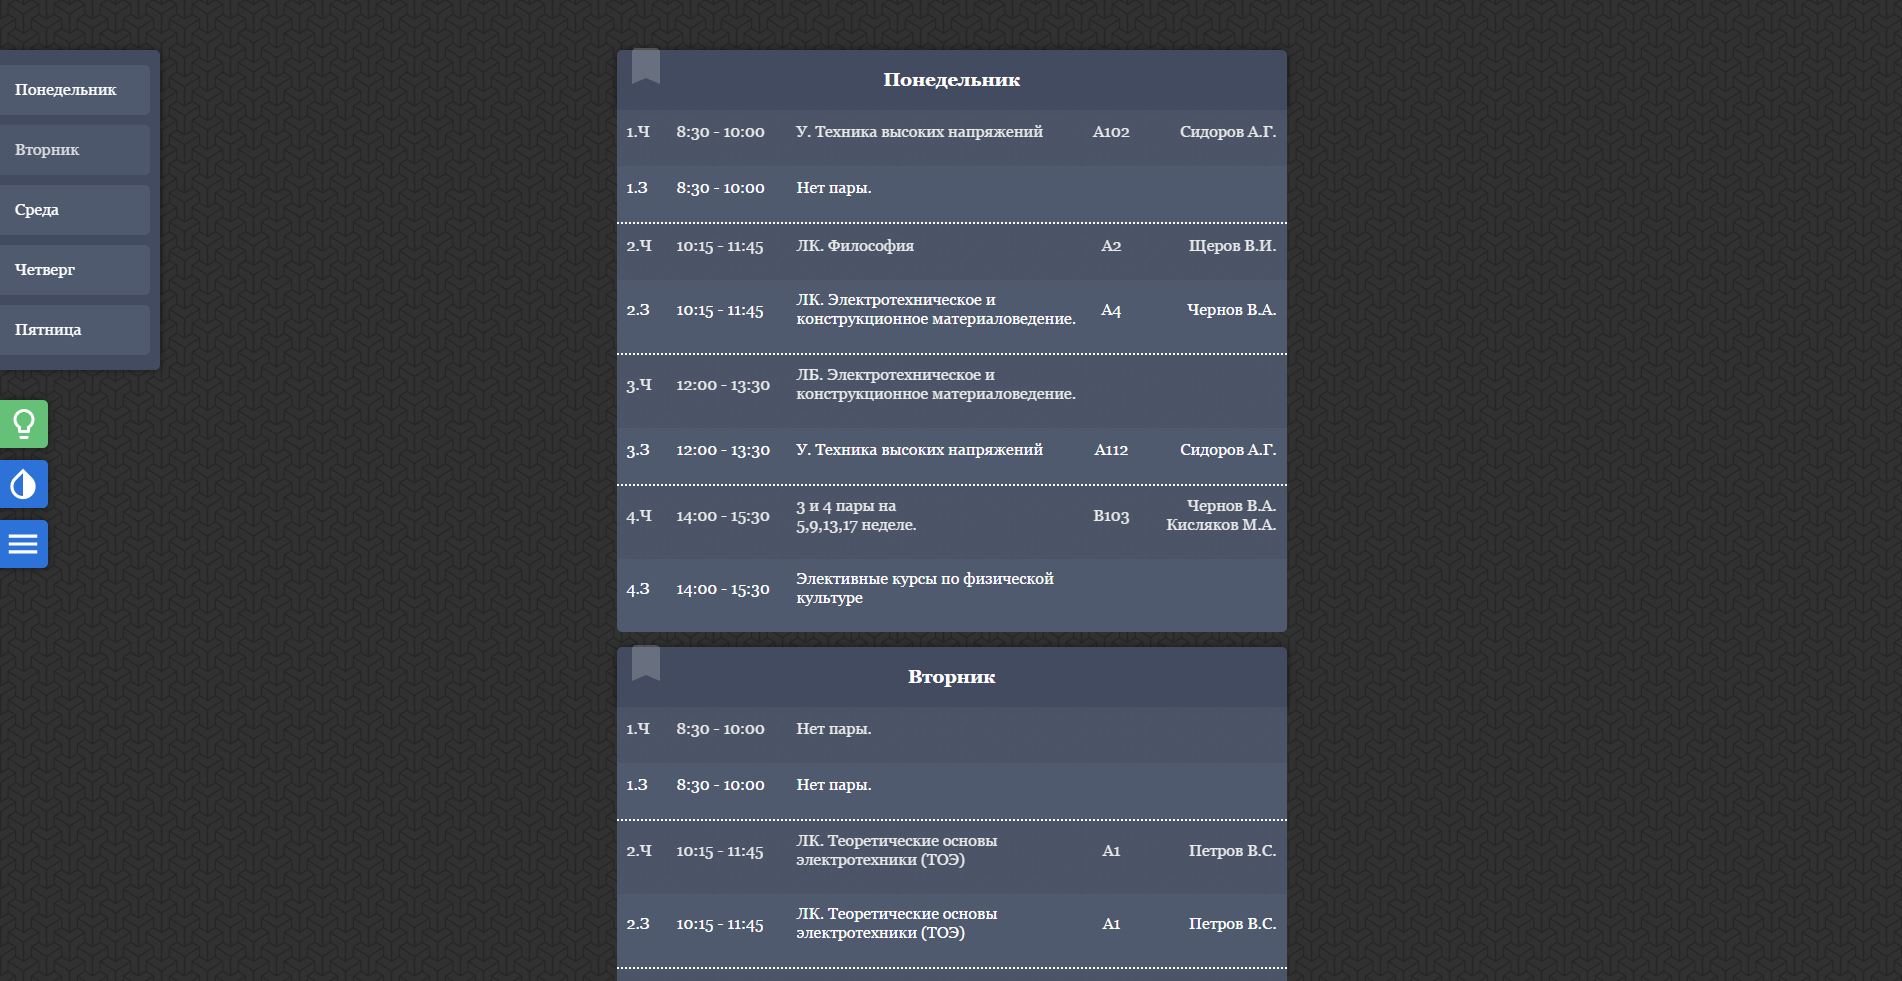 Понедельник
Вторник
Среда
Четверг
Пятница
Понедельник
1.Ч 8:30 - 10:00 У. Техника высоких напряжений А102 Сидоров А.Г.
1.З 8:30 - 10:00 Нет пары.
2.Ч 10:15 - 11:45 ЛК. Философия А2 Щеров В.И.
2.З 10:15 - 11:45 ЛК. Электротехническое и
конструкционное материаловедение. А4 Чернов В.А.
3.Ч 12:00 - 13:30 ЛБ. Электротехническое и
конструкционное материаловедение.
3.З 12:00 - 13:30 У. Техника высоких напряжений А112 Сидоров А.Г.
4.Ч 14:00 - 15:30 3 и 4 пары на
5,9,13,17 неделе. В103 Чернов В.А.
Кисляков М.А.
4.З 14:00 - 15:30 Элективные курсы по физической
культуре
Вторник
1.Ч 8:30 - 10:00 Нет пары.
1.З 8:30 - 10:00 Нет пары.
2.Ч 10:15 - 11:45 ЛК. Теоретические основы
электротехники (ТОЭ) А1 Петров В.С.
2.З 10:15 - 11:45 ЛК. Теоретические основы
электротехники (ТОЭ) А1 Петров В.С.